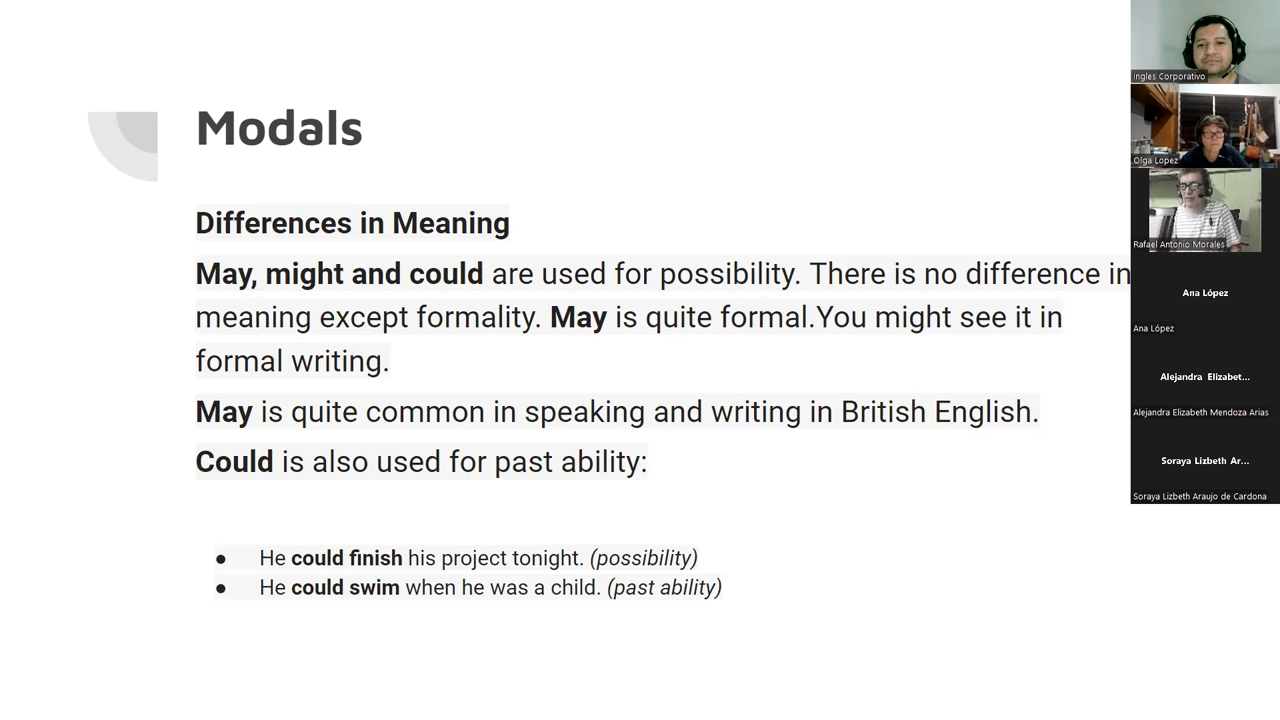 Modals
Differences in Meaning
May, might and could are used for possibility. There is no difference in
meaning except formality. May is quite formal.You might see it in
formal writing.
May is quite common in speaking and writing in British English.
Could is also used for past ability:
● He could finish his project tonight. (possibility)
● He could swim when he was a child. (past ability)
Ingles Corporativo
Olga Lopez
Rafael Antonio Morales
Ana López
Ana López
Alejandra Elizabet...
Alejandra Elizabeth Mendoza Arias
Soraya Lizbeth Ar...
Soraya Lizbeth Araujo de Cardona